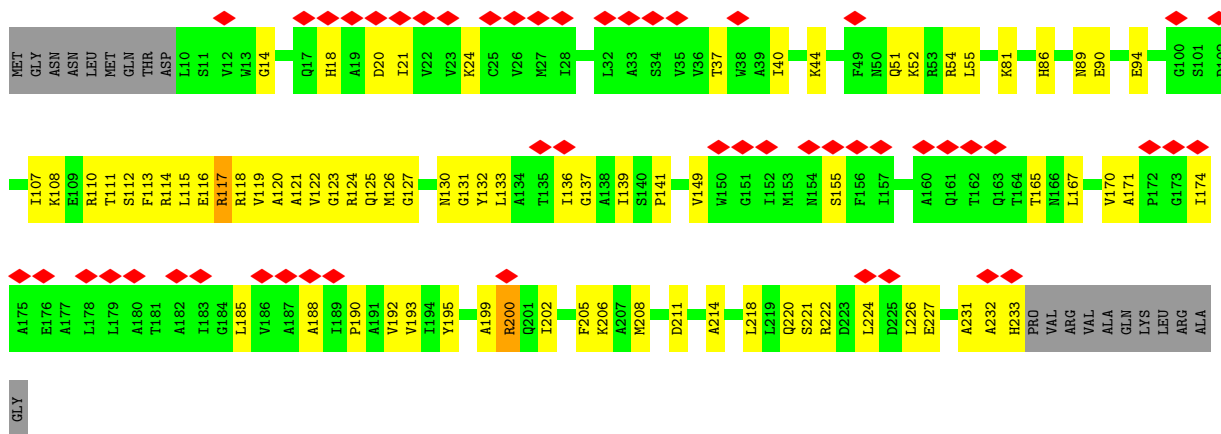 MET GLY ASN ASN LEU MET GLN THR ASP L10 S11 V12 W13 G14 Q17 H18 A19 D20 I21 V22 V23 K24 C25 V26 M27 I28 L32 A33 S34 V35 V36 T37 W38 A39 I40 K44 F49 N50 Q51 K52 R53 R54 L55 K81 H86 N89 E90 E94 G100 S101
I107 K108 E109 R110 T111 S112 F113 R114 L115 E116 R117 R118 V119 A120 A121 V122 G123 R124 Q125 M126 G127 N130 G131 Y132 L133 A134 T135 I136 G137 A138 I139 S140 P141 V149 W150 G151 I152 M153 N154 S155 F156 I157 A160 Q161 T162 Q163 T164 T165 N166 L167 V170 A171 P172 G173 I174
A175 E176 A177 L178 L179 A180 T181 A182 I183 G184 L185 V186 A187 A188 I189 P190 A191 V192 V193 I194 Y195 A199 R200 Q201 I202 F205 K206 A207 M208 D211 A214 L218 L219 Q220 S221 R222 D223 L224 D225 L226 E227 A231 A232 H233 PRO VAL ARG VAL ALA GLN LYS LEU ARG ALA
GLY